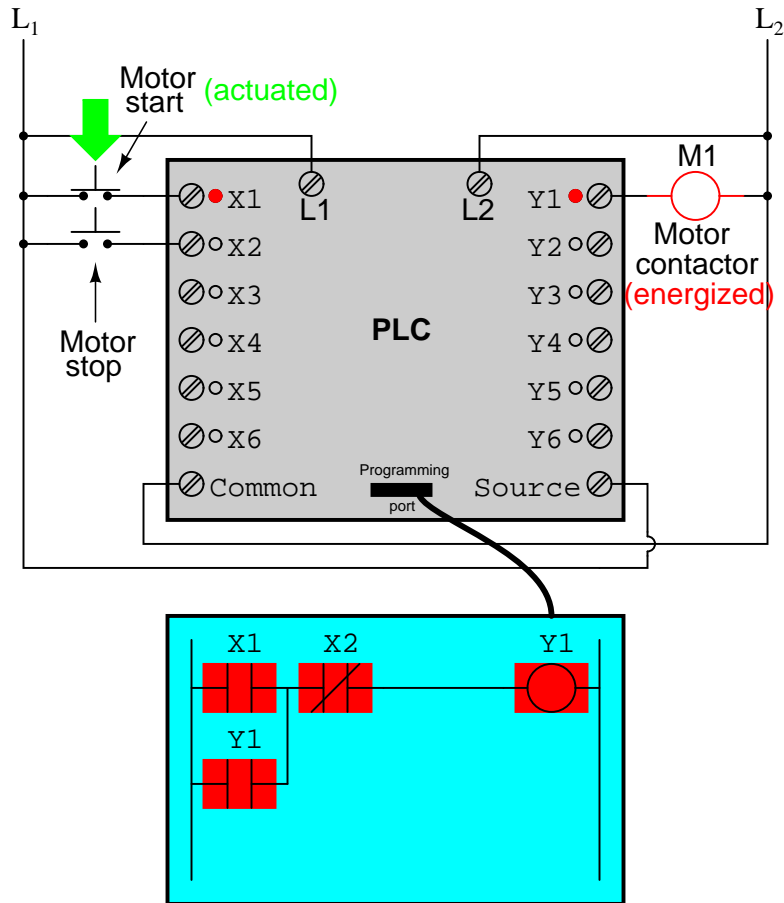 L1
L2
Motor
start
(actuated)
M1
X1
L1
L2
Y1
X2
Y2
Motor
contactor
(energized)
X3
Y3
PLC
Motor
stop
X4
Y4
X5
Y5
X6
Y6
Common
Programming
port
Source
X1
X2
Y1
Y1